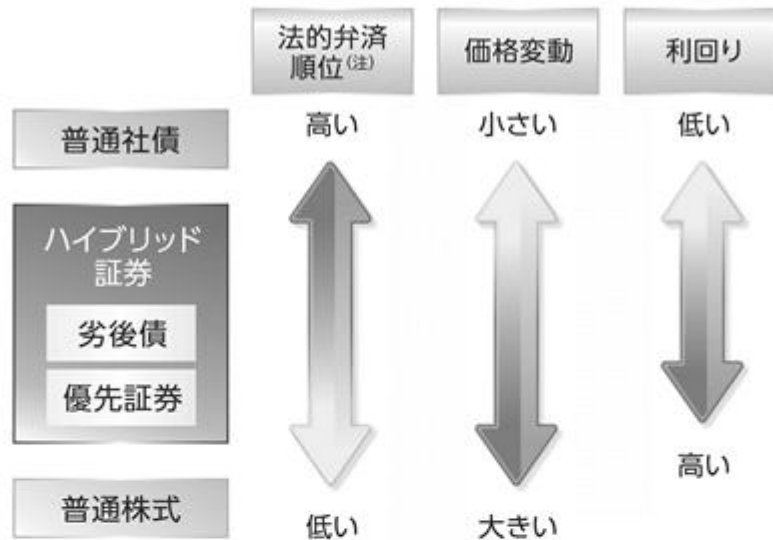 法的弁済
順位(注)
価格変動
利回り
普通社債
高い
小さい
低い
ハイブリッド
証券
劣後債
優先証券
高い
普通株式
低い
大きい